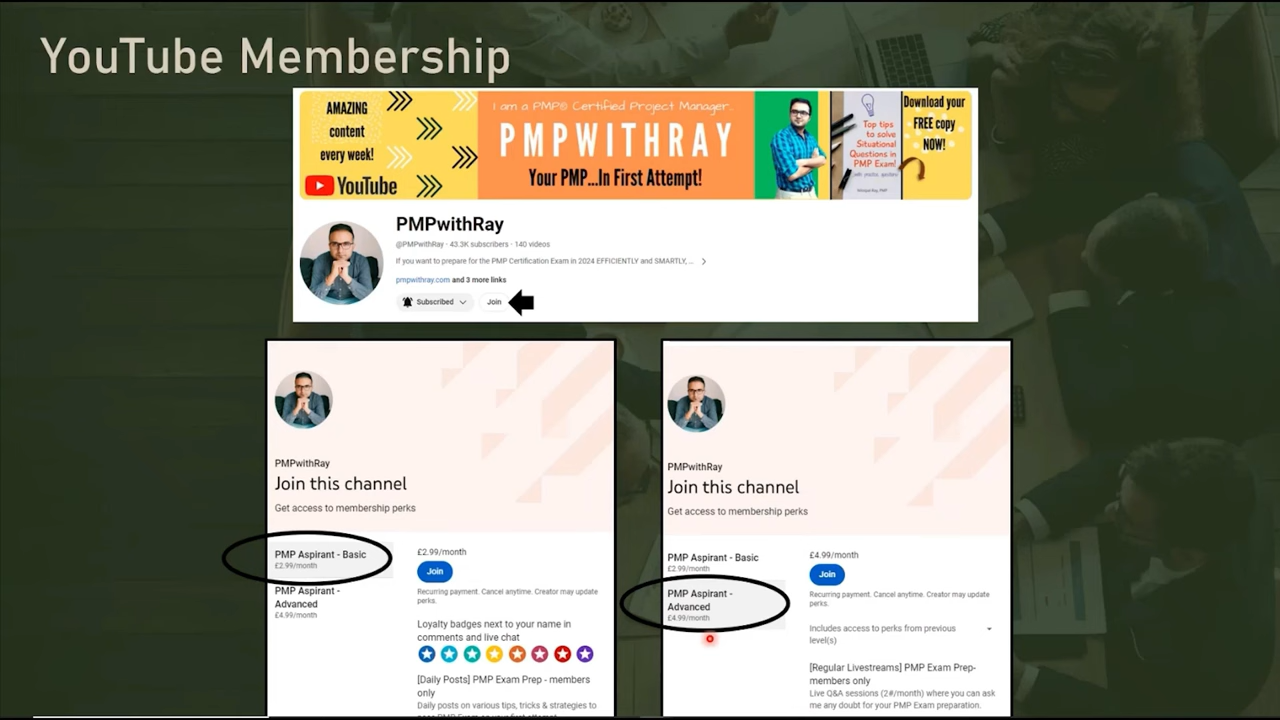 YouTube Membership
AMAZING
content
every week!
YouTube
I am a PMP® Certified Project Manager.
PMPWITHRAY
Your PMP...In First Attempt!
Top tips
to solve
Situational
Questions in
PMP Exam!
Download your
FREE copy
NOW!
PMPwithRay
@PMPwithRay · 43.3K subscribers · 140 videos
If you want to prepare for the PMP Certification Exam in 2024 EFFICIENTLY and SMARTLY, ...
pmpwithray.com and 3 more links
Subscribed
Join
PMPwithRay
Join this channel
Get access to membership perks
PMP Aspirant - Basic
£2.99/month
PMP Aspirant -
Advanced
£4.99/month
£2.99/month
Join
Recurring payment. Cancel anytime. Creator may update
perks.
Loyalty badges next to your name in
comments and live chat
[Daily Posts] PMP Exam Prep - members
only
Daily posts on various tips, tricks & strategies to
PMPwithRay
Join this channel
Get access to membership perks
PMP Aspirant - Basic
£2.99/month
PMP Aspirant -
Advanced
£4.99/month
£4.99/month
Join
Recurring payment. Cancel anytime. Creator may update
perks.
Includes access to perks from previous
level(s)
[Regular Livestreams] PMP Exam Prep-
members only
Live Q&A sessions (2#/month) where you can ask
me any doubt for your PMP Exam preparation.